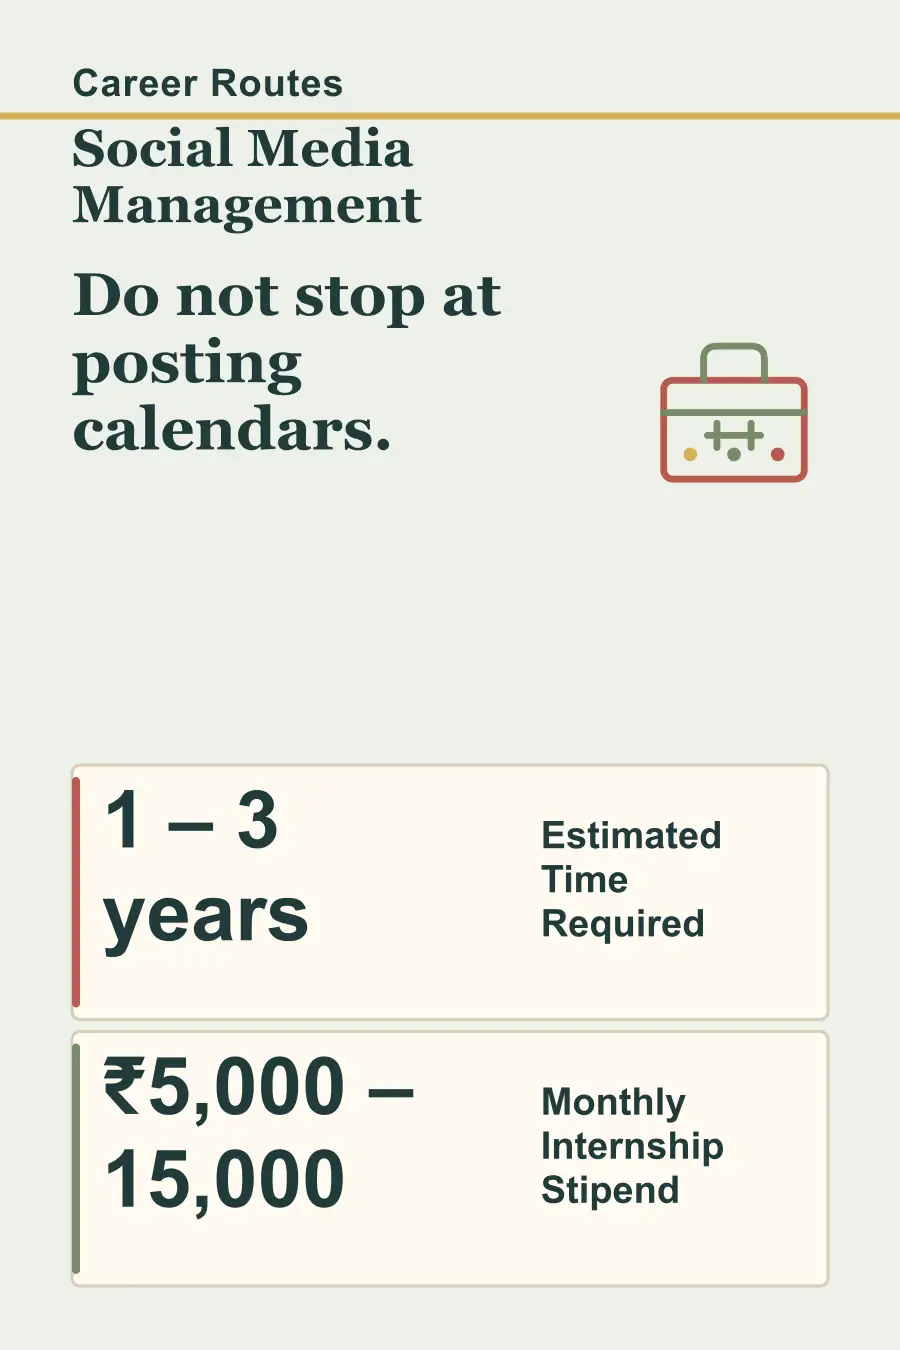 Career Routes
Social Media
Management
Do not stop at
posting
calendars.
1 – 3
years
Estimated
Time
Required
₹5,000 –
15,000
Monthly
Internship
Stipend